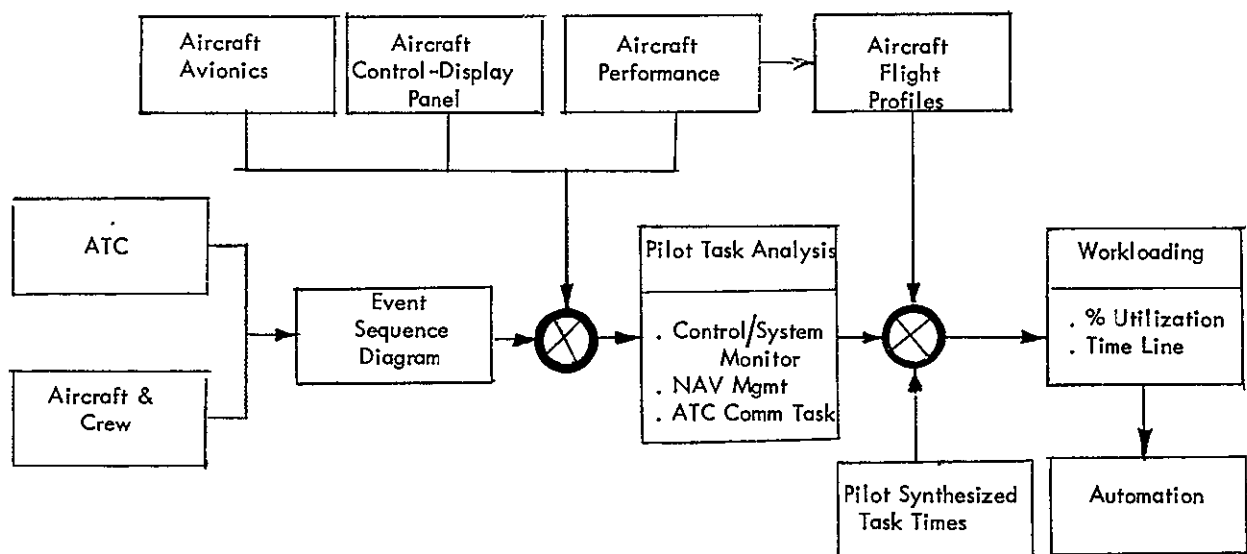 Aircraft
Avionics
Aircraft
Control-Display
Panel
Aircraft
Performance
Aircraft
Flight
Profiles
ATC
Aircraft &
Crew
Event
Sequence
Diagram
Pilot Task Analysis
. Control/System
Monitor
. NAV Mgmt
. ATC Comm Task
Workloading
. % Utilization
. Time Line
Pilot Synthesized
Task Times
Automation